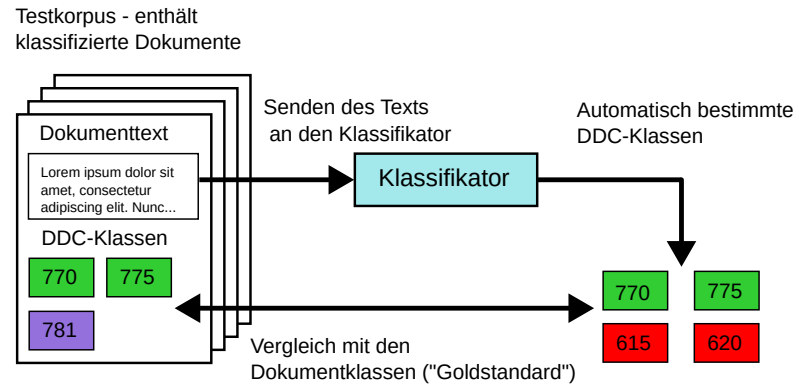 Testkorpus - enthält
klassifizierte Dokumente
Dokumenttext
Lorem ipsum dolor sit
amet, consectetur
adipiscing elit. Nunc...
DDC-Klassen
770 775
781
Senden des Texts
an den Klassifikator
Klassifikator
Automatisch bestimmte
DDC-Klassen
770 775
615 620
Vergleich mit den
Dokumentklassen ("Goldstandard")